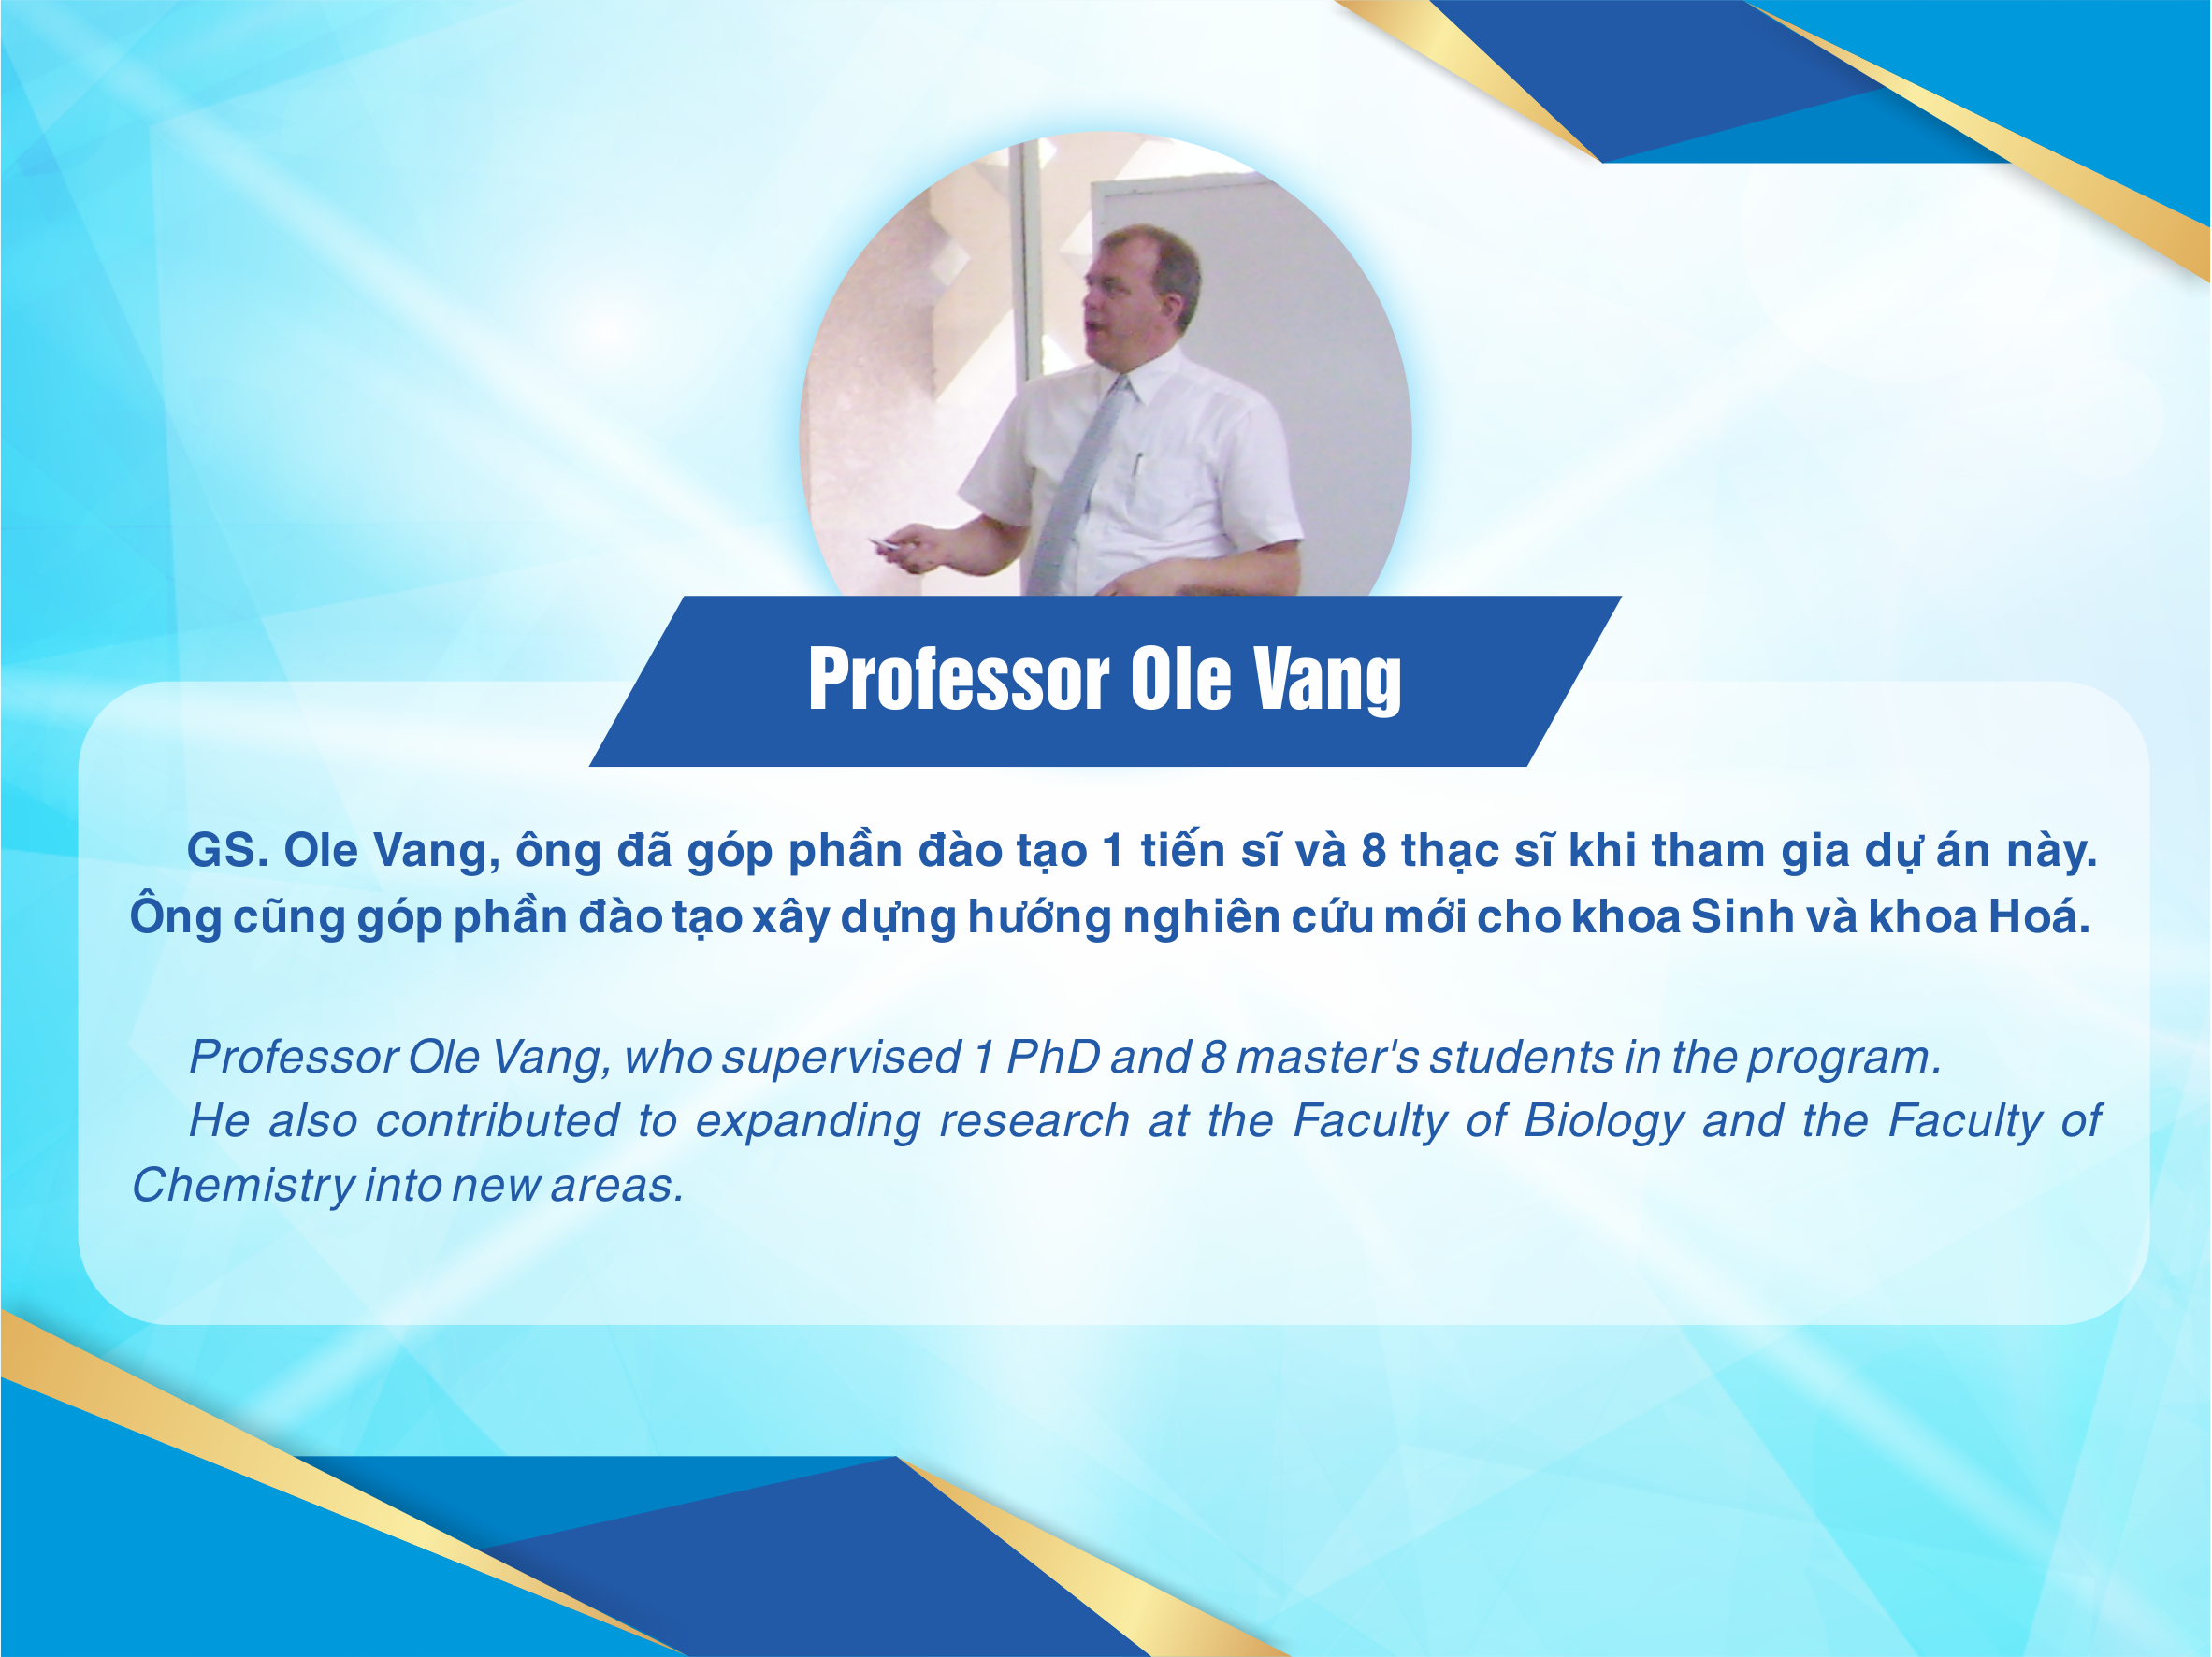 Professor Ole Vang
GS. Ole Vang, ông đã góp phần đào tạo 1 tiến sĩ và 8 thạc sĩ khi tham gia dự án này.
Ông cũng góp phần đào tạo xây dựng hướng nghiên cứu mới cho khoa Sinh và khoa Hoá.
Professor Ole Vang, who supervised 1 PhD and 8 master's students in the program.
He also contributed to expanding research at the Faculty of Biology and the Faculty of
Chemistry into new areas.